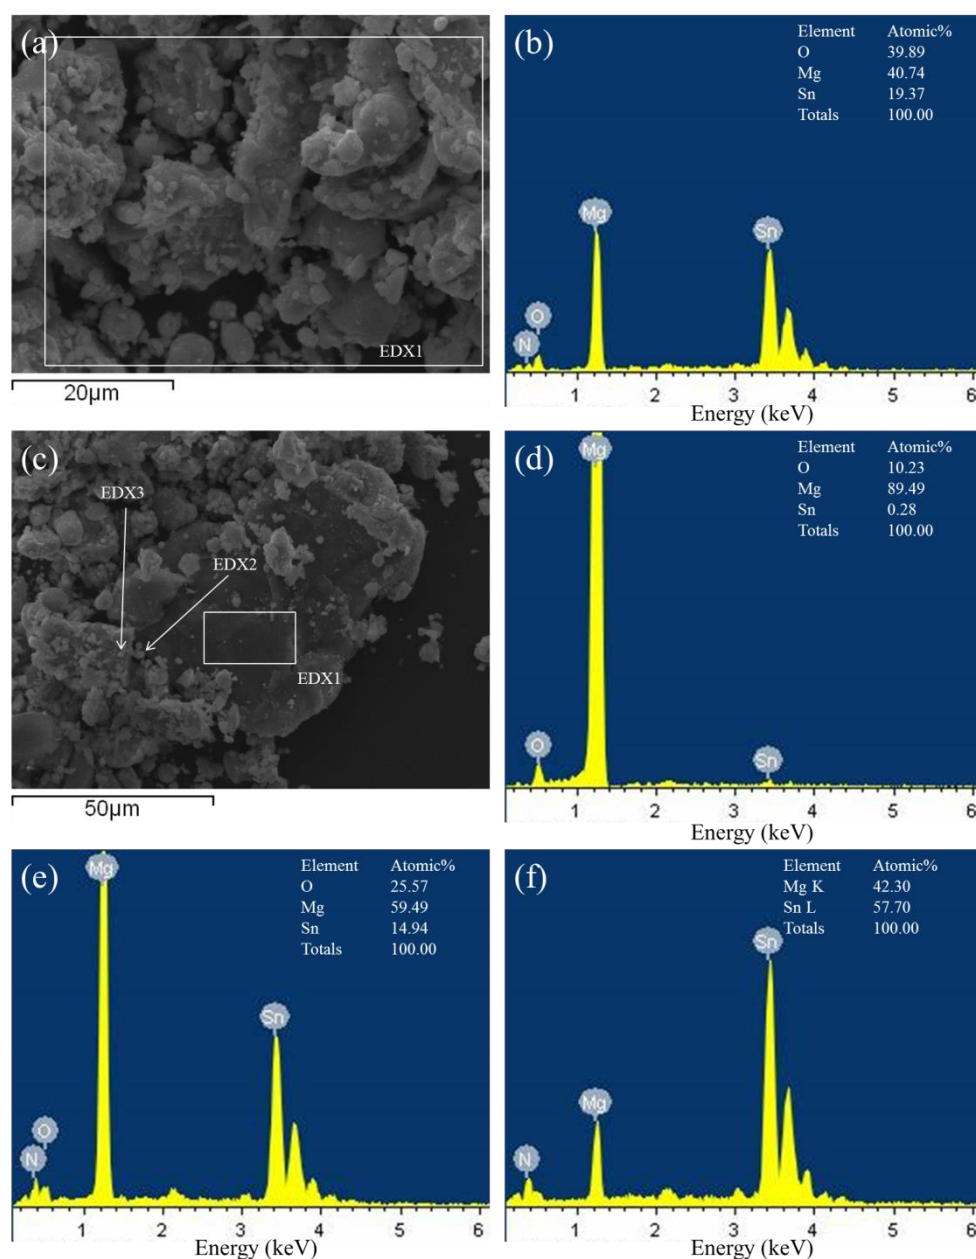 (a)
EDX1
20µm
(b)
Element Atomic%
O 39.89
Mg 40.74
Sn 19.37
Totals 100.00
Mg
Sn
O
N
1 2 3 4 5 6
Energy (keV)
(c)
EDX3
EDX2
EDX1
50µm
(d)
Element Atomic%
O 10.23
Mg 89.49
Sn 0.28
Totals 100.00
Mg
O
Sn
1 2 3 4 5 6
Energy (keV)
(e)
Element Atomic%
O 25.57
Mg 59.49
Sn 14.94
Totals 100.00
Mg
Sn
O
N
1 2 3 4 5 6
Energy (keV)
(f)
Element Atomic%
Mg K 42.30
Sn L 57.70
Totals 100.00
Sn
Mg
N
1 2 3 4 5 6
Energy (keV)